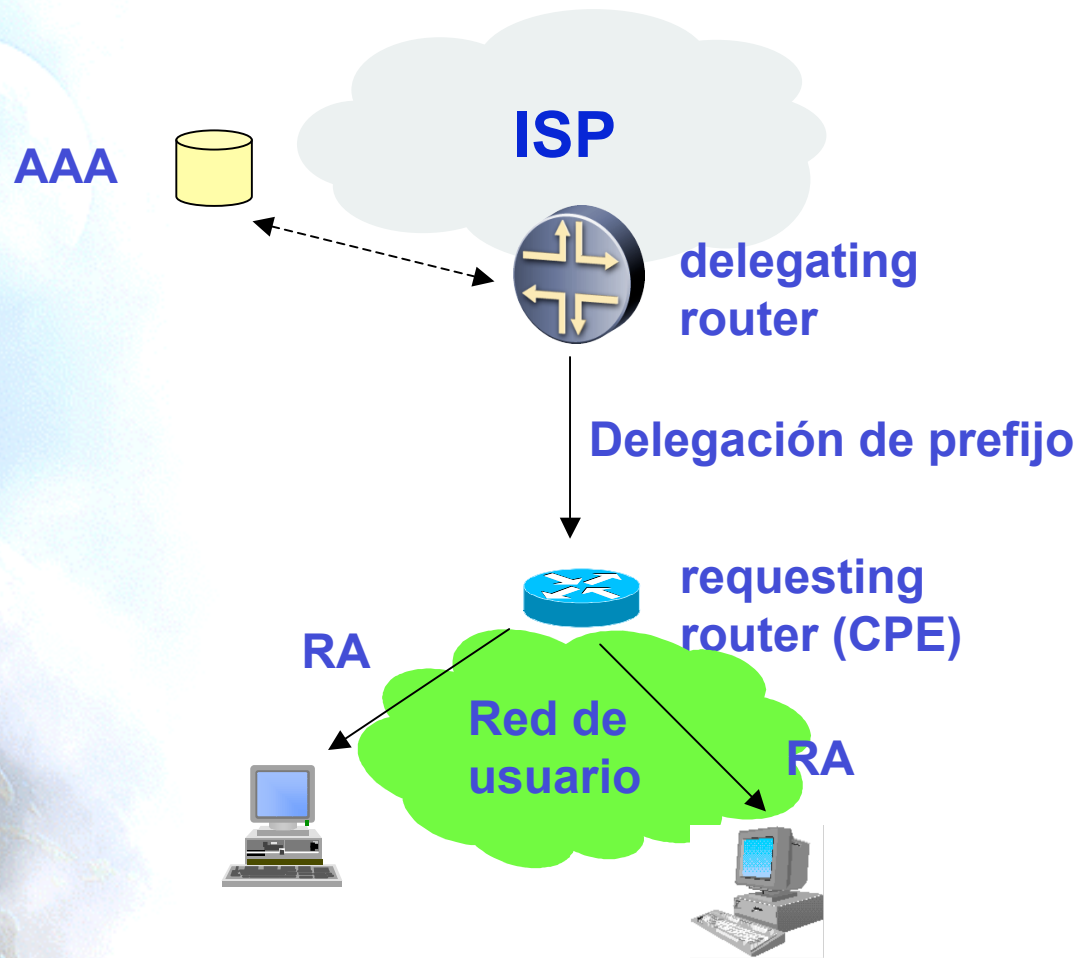 ISP
AAA
delegating
router
Delegación de prefijo
requesting
router (CPE)
RA
Red de
usuario
RA